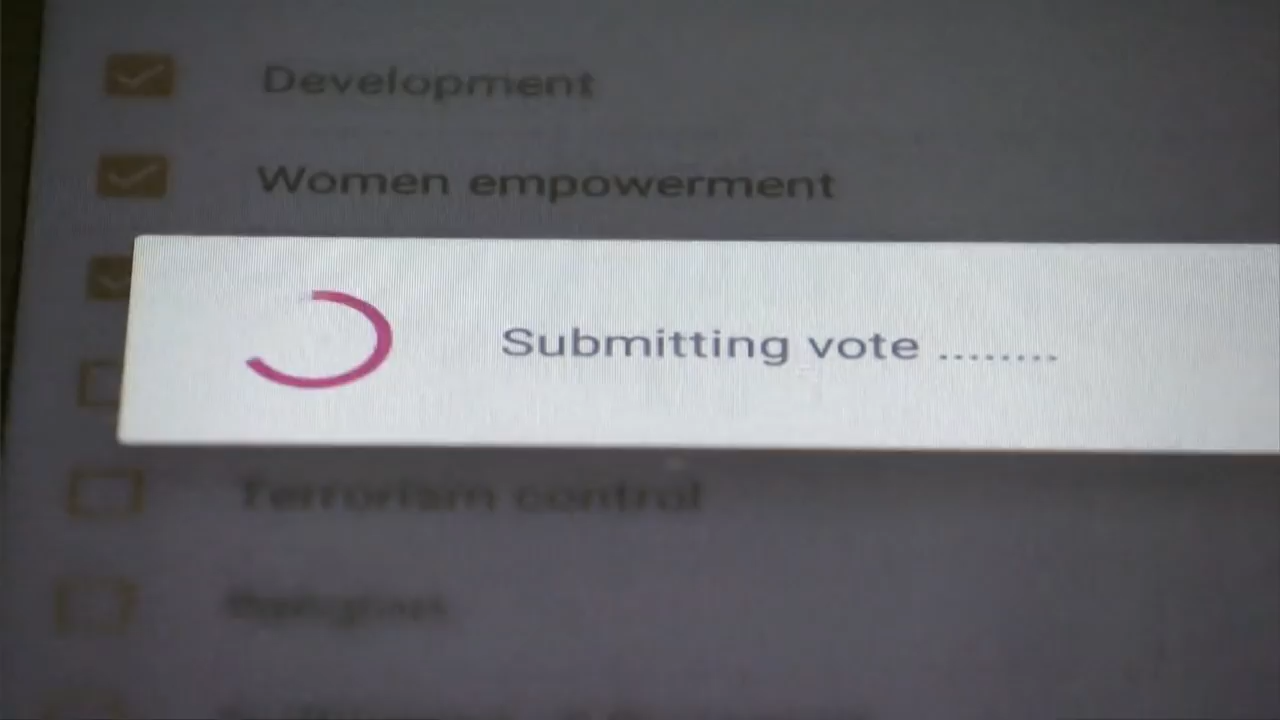 Development
Women empowerment
Submitting vote ........
Terrorism control